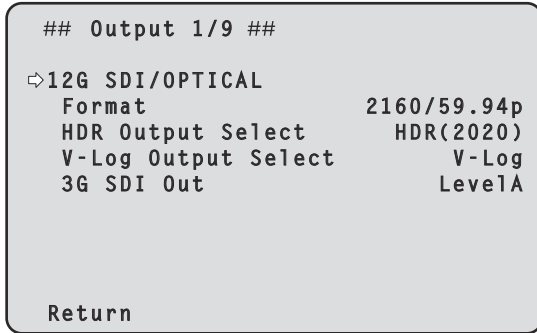 ## Output 1/9 ##
⇨12G SDI/OPTICAL
Format 2160/59.94p
HDR Output Select HDR(2020)
V-Log Output Select V-Log
3G SDI Out LevelA
Return